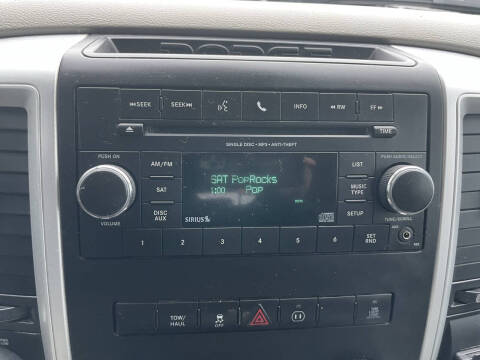 DODGE
SEEK SEEK INFO RW FF
SINGLE DISC • MP3 • ANTI-THEFT TIME
PUSH ON AM/FM LIST PUSH AUDIO/SELECT
SAT PopRocks
SAT MUSIC TYPE
1:00 Pop
DISC AUX SETUP
VOLUME SIRIUS TUNE/SCROLL
1 2 3 4 5 6 SET RND
TOW/HAUL OFF